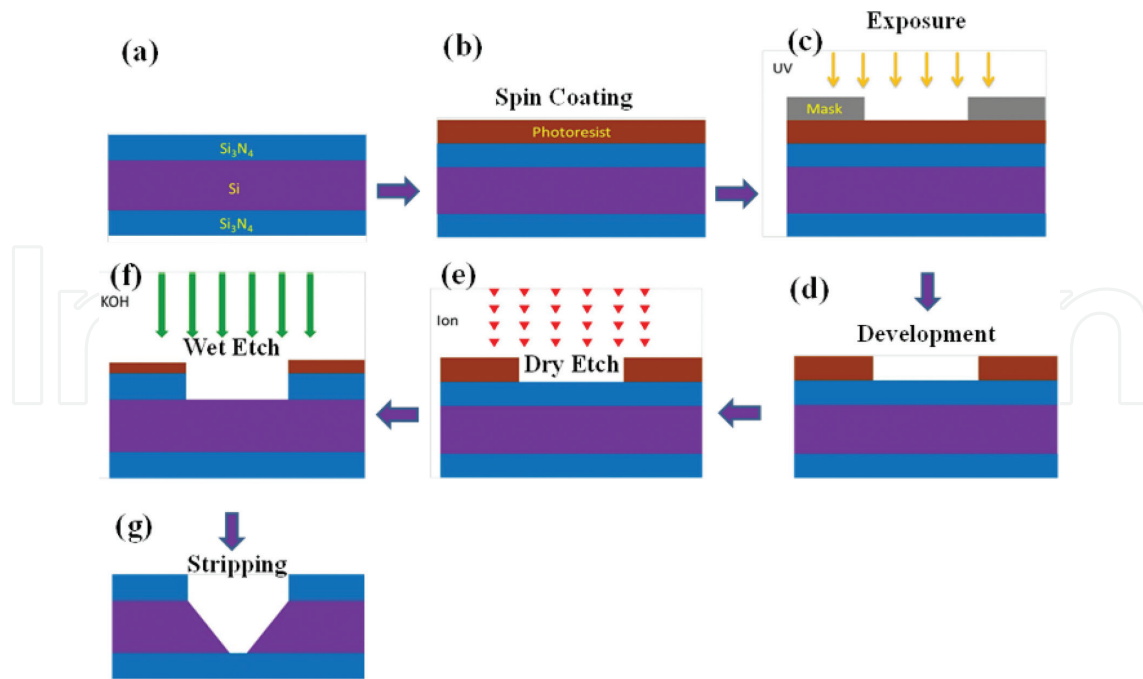 (a)
Si₃N₄
Si
Si₃N₄
(b)
Spin Coating
Photoresist
(c)
Exposure
UV
Mask
(d)
Development
(e)
Ion
Dry Etch
(f)
KOH
Wet Etch
(g)
Stripping